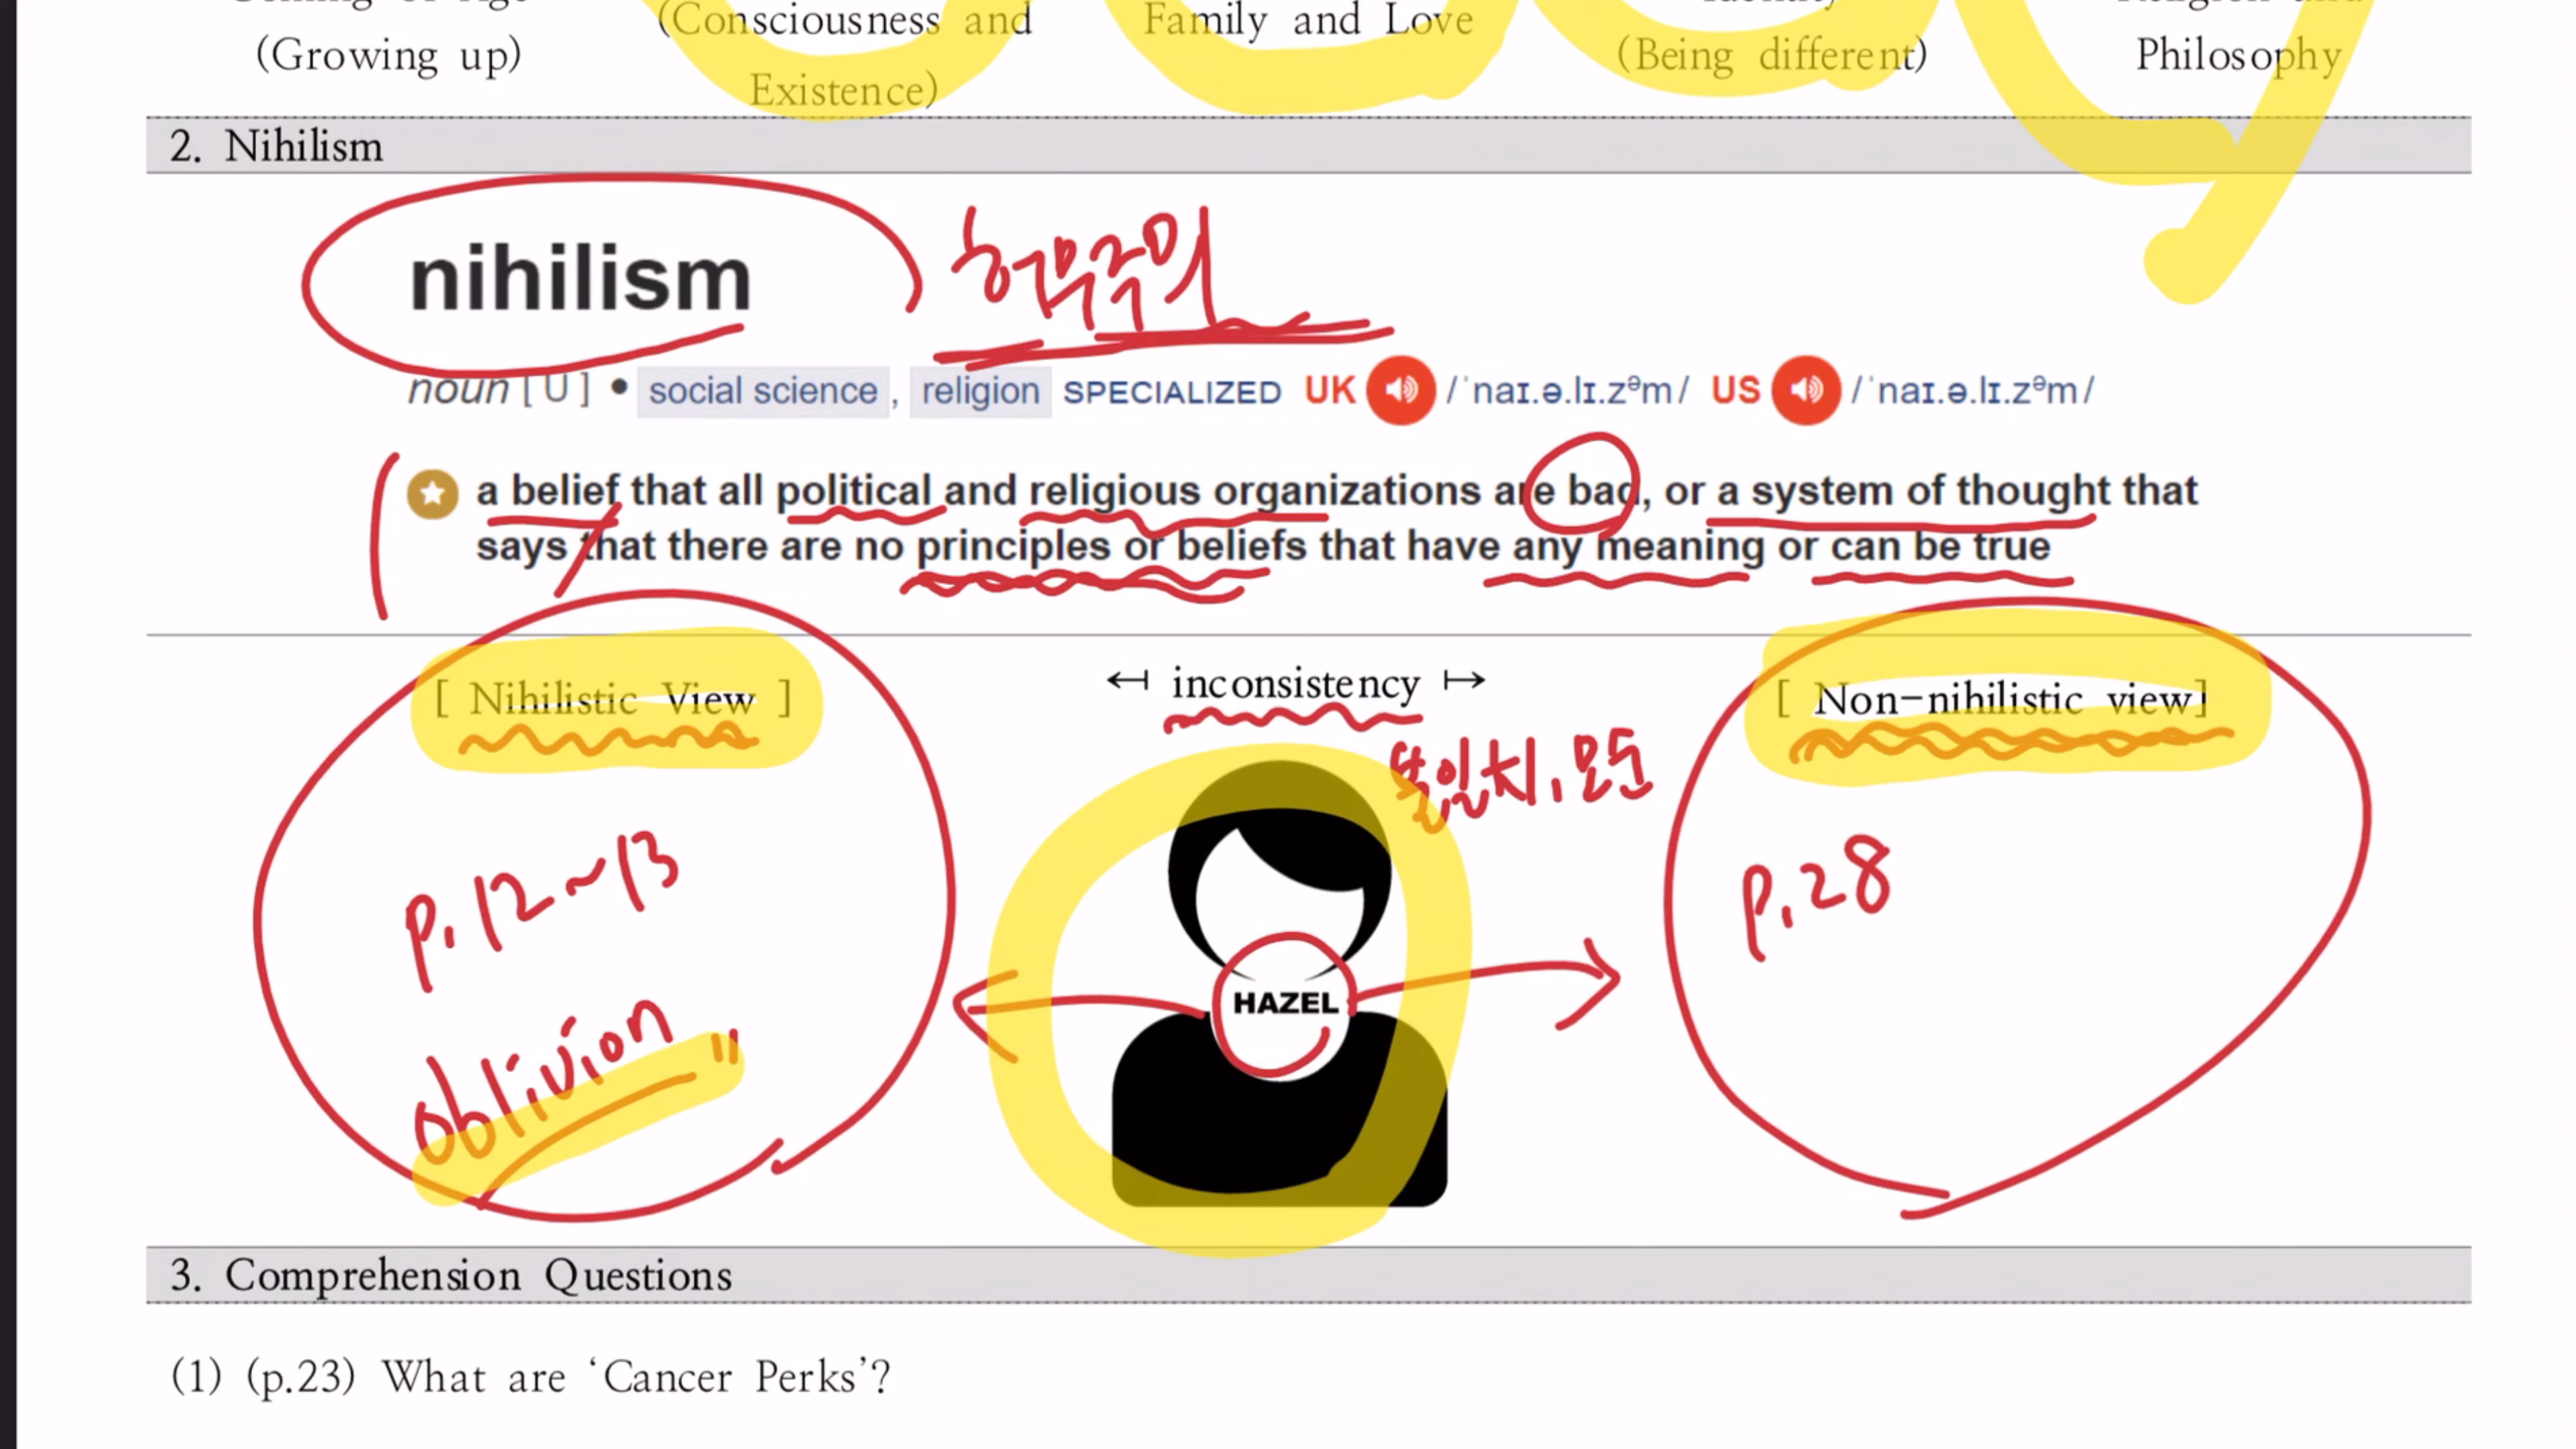 (Growing up)
(Consciousness and
Existence)
Family and Love
(Being different)
Philosophy
2. Nihilism
nihilism 허무주의
noun [ U ] • social science , religion SPECIALIZED UK /ˈnaɪ.ə.lɪ.zᵊm/ US /ˈnaɪ.ə.lɪ.zᵊm/
a belief that all political and religious organizations are bad, or a system of thought that
says that there are no principles or beliefs that have any meaning or can be true
[ Nihilistic View ]
↤ inconsistency ↦
[ Non-nihilistic view]
불일치, 모순
p.12~13
p.28
oblivion "
HAZEL
3. Comprehension Questions
(1) (p.23) What are ‘Cancer Perks’?